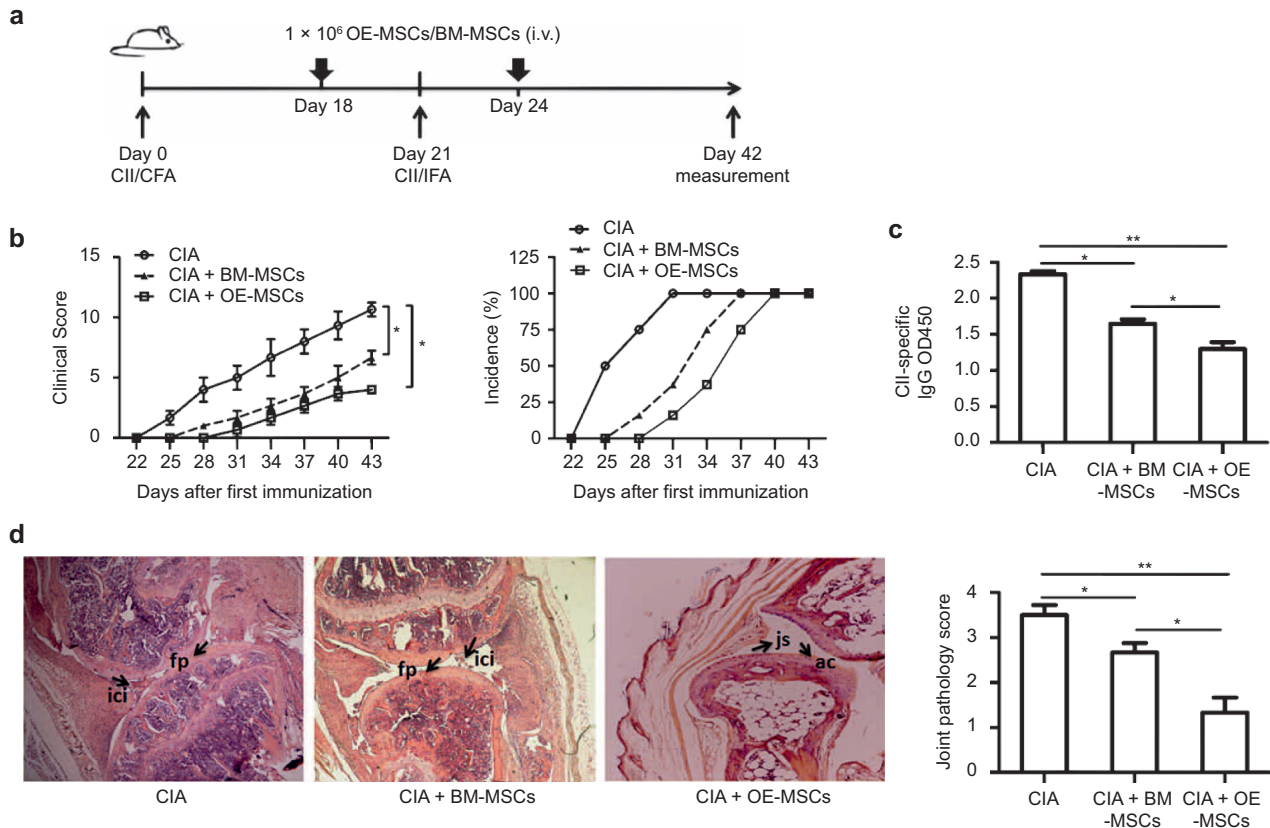 a
1 × 10⁶ OE-MSCs/BM-MSCs (i.v.)
Day 18
Day 24
Day 0
CII/CFA
Day 21
CII/IFA
Day 42
measurement
b
CIA
CIA + BM-MSCs
CIA + OE-MSCs
Clinical Score
15
10
5
0
*
*
22 25 28 31 34 37 40 43
Days after first immunization
CIA
CIA + BM-MSCs
CIA + OE-MSCs
Incidence (%)
125
100
75
50
25
0
22 25 28 31 34 37 40 43
Days after first immunization
c
**
*
*
CII-specific
IgG OD450
2.5
2.0
1.5
1.0
0.5
0.0
CIA
CIA + BM
-MSCs
CIA + OE
-MSCs
d
fp
ici
CIA
fp
ici
CIA + BM-MSCs
js
ac
CIA + OE-MSCs
**
*
*
Joint pathology score
4
3
2
1
0
CIA
CIA + BM
-MSCs
CIA + OE
-MSCs